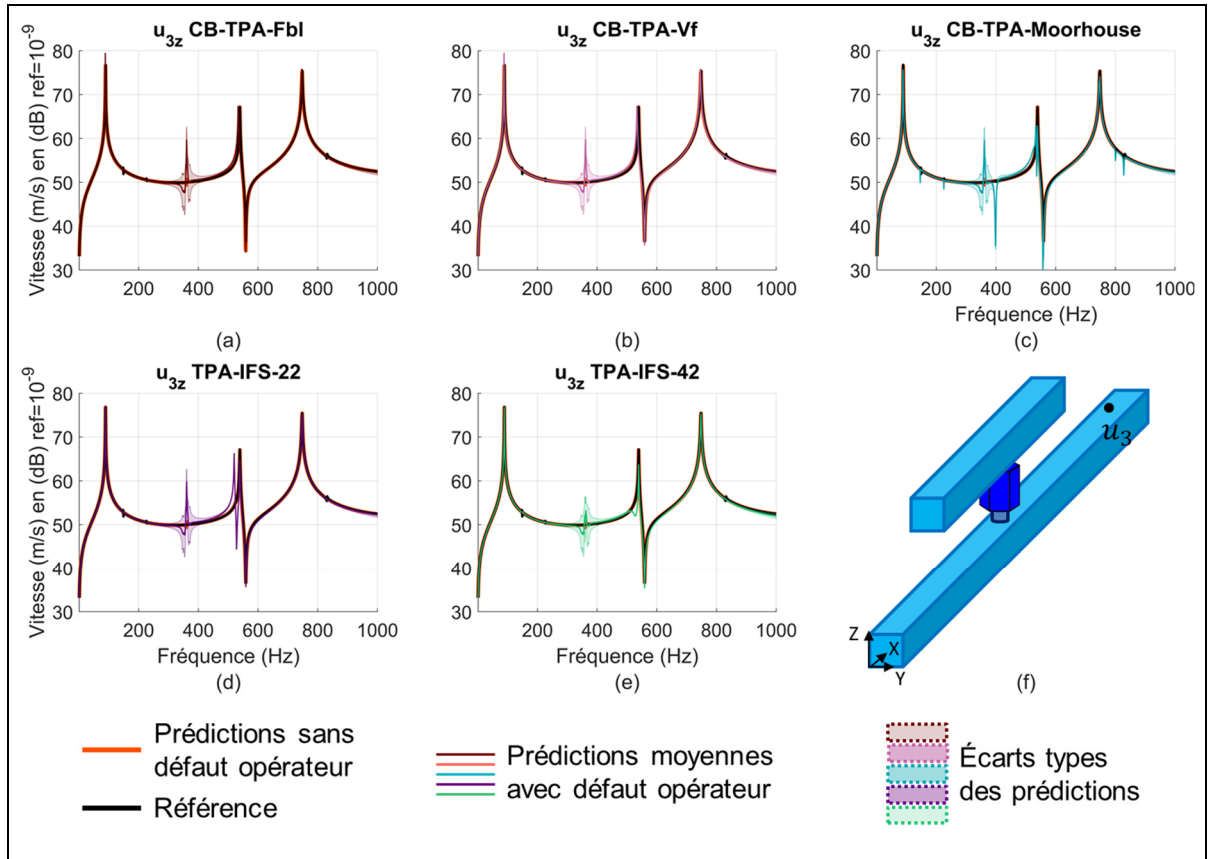 u3z CB-TPA-Fbl
u3z CB-TPA-Vf
u3z CB-TPA-Moorhouse
Vitesse (m/s) en (dB) ref=10-9
80
70
60
50
40
30
200 400 600 800 1000
(a)
80
70
60
50
40
30
200 400 600 800 1000
(b)
80
70
60
50
40
30
200 400 600 800 1000
Fréquence (Hz)
(c)
u3z TPA-IFS-22
u3z TPA-IFS-42
Vitesse (m/s) en (dB) ref=10-9
80
70
60
50
40
30
200 400 600 800 1000
Fréquence (Hz)
(d)
80
70
60
50
40
30
200 400 600 800 1000
Fréquence (Hz)
(e)
u3
Z
X
Y
(f)
Prédictions sans
défaut opérateur
Référence
Prédictions moyennes
avec défaut opérateur
Écarts types
des prédictions